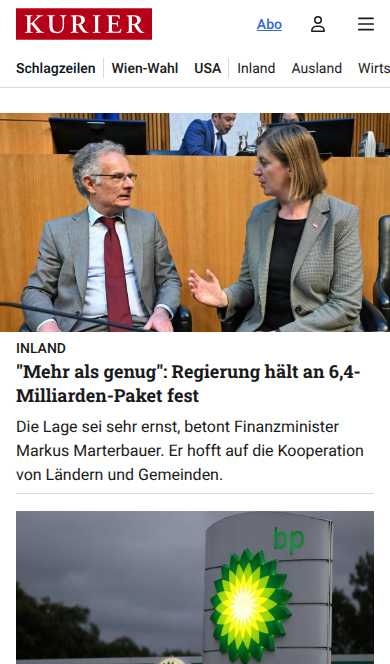 KURIER
Abo
Schlagzeilen Wien-Wahl USA Inland Ausland Wirts
INLAND
"Mehr als genug": Regierung hält an 6,4-
Milliarden-Paket fest
Die Lage sei sehr ernst, betont Finanzminister
Markus Marterbauer. Er hofft auf die Kooperation
von Ländern und Gemeinden.
bp